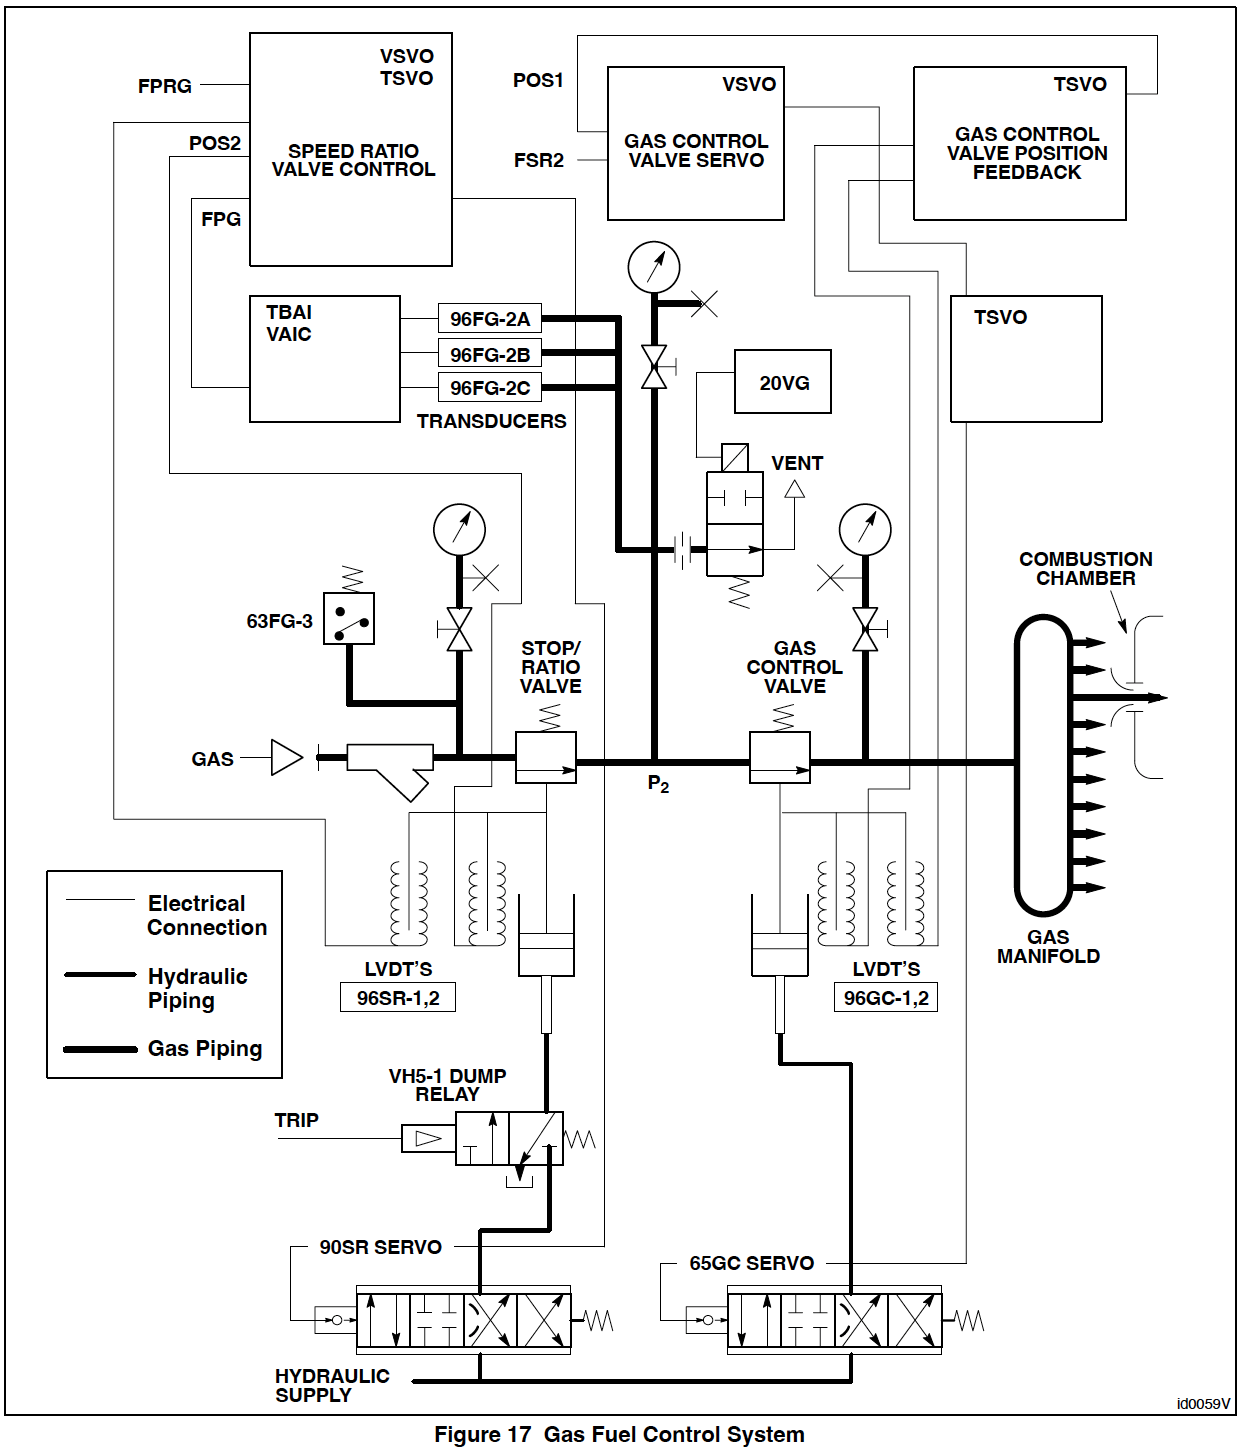 VSVO
TSVO
FPRG
POS2
SPEED RATIO
VALVE CONTROL
FPG
POS1
VSVO
GAS CONTROL
VALVE SERVO
FSR2
TSVO
GAS CONTROL
VALVE POSITION
FEEDBACK
TBAI
VAIC
96FG-2A
96FG-2B
96FG-2C
TRANSDUCERS
20VG
TSVO
VENT
63FG-3
STOP/
RATIO
VALVE
GAS
CONTROL
VALVE
COMBUSTION
CHAMBER
GAS
P2
Electrical
Connection
Hydraulic
Piping
Gas Piping
LVDT'S
96SR-1,2
LVDT'S
96GC-1,2
GAS
MANIFOLD
VH5-1 DUMP
RELAY
TRIP
90SR SERVO
65GC SERVO
HYDRAULIC
SUPPLY
id0059V
Figure 17 Gas Fuel Control System